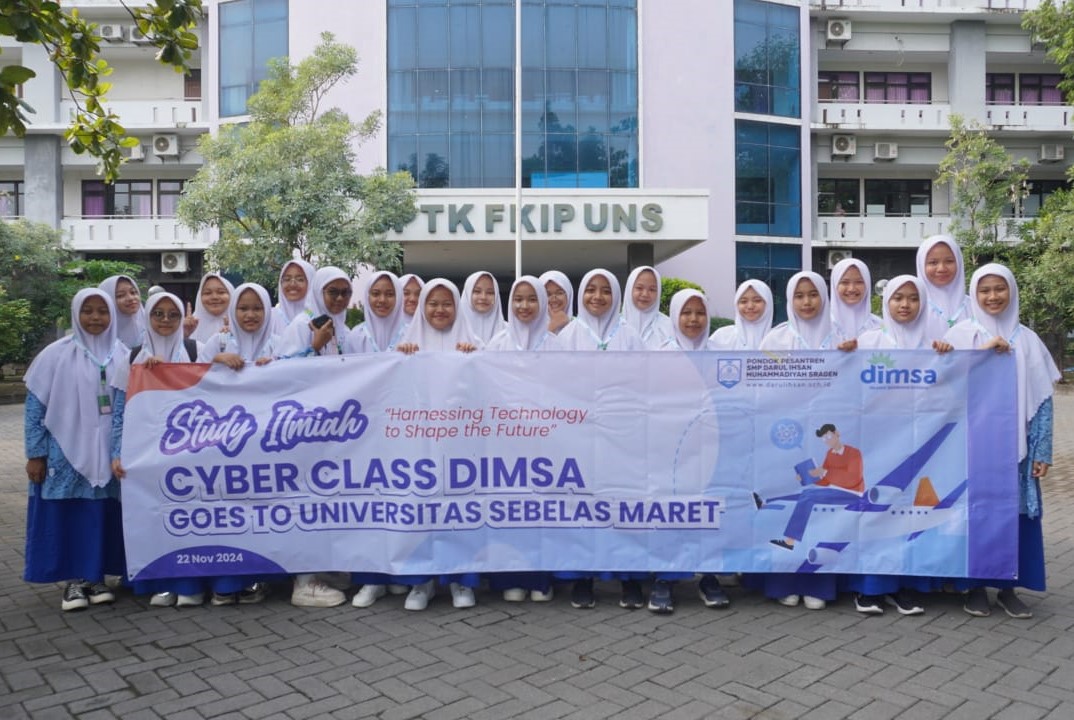 PTK FKIP UNS
PONDOK PESANTREN
SMP DARUL IHSAN
MUHAMMADIYAH SRAGEN
www.darulihsan.sch.id
dimsa
Study Ilmiah
"Harnessing Technology
to Shape the Future"
CYBER CLASS DIMSA
GOES TO UNIVERSITAS SEBELAS MARET
22 Nov 2024